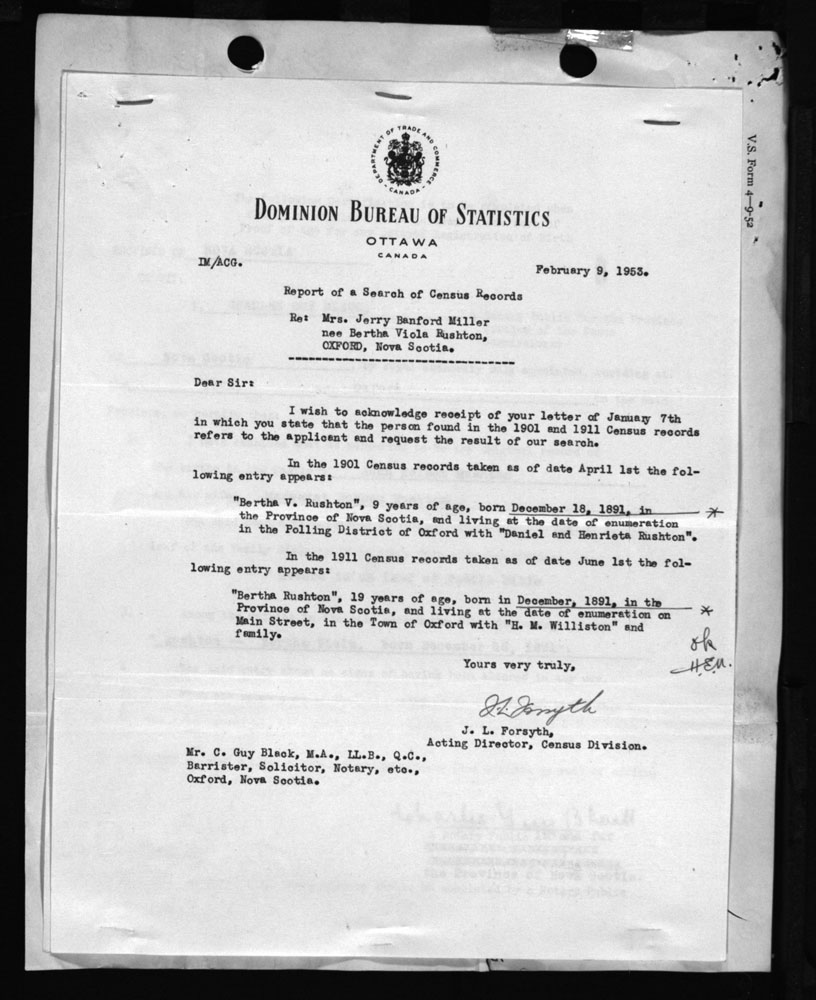 V.S. Form 4—9-52
DEPARTMENT OF TRADE AND COMMERCE
CANADA
DOMINION BUREAU OF STATISTICS
OTTAWA
CANADA
IM/ACG.
February 9, 1953.
Report of a Search of Census Records
Re: Mrs. Jerry Banford Miller
nee Bertha Viola Rushton,
OXFORD, Nova Scotia.
Dear Sir:
I wish to acknowledge receipt of your letter of January 7th
in which you state that the person found in the 1901 and 1911 Census records
refers to the applicant and request the result of our search.
In the 1901 Census records taken as of date April 1st the fol-
lowing entry appears:
"Bertha V. Rushton", 9 years of age, born December 18, 1891, in
the Province of Nova Scotia, and living at the date of enumeration
in the Polling District of Oxford with "Daniel and Henrieta Rushton".
In the 1911 Census records taken as of date June 1st the fol-
lowing entry appears:
"Bertha Rushton", 19 years of age, born in December, 1891, in the
Province of Nova Scotia, and living at the date of enumeration on
Main Street, in the Town of Oxford with "H. M. Williston" and
family.
ok
H.E.M.
Yours very truly,
J.L. Forsyth
J. L. Forsyth,
Acting Director, Census Division.
Mr. C. Guy Black, M.A., LL.B., Q.C.,
Barrister, Solicitor, Notary, etc.,
Oxford, Nova Scotia.